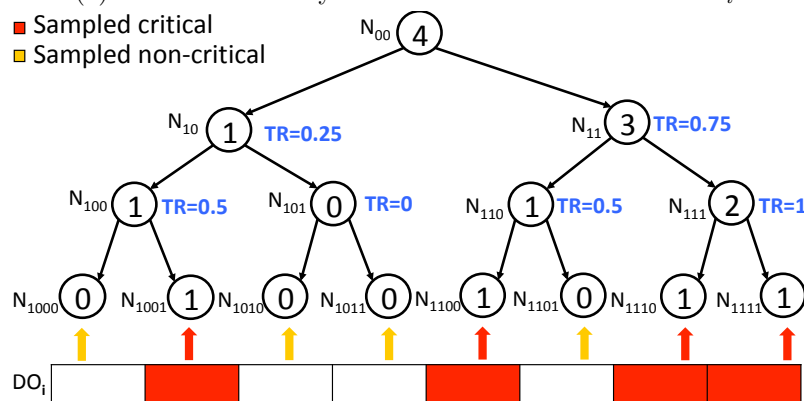 Sampled critical
Sampled non-critical
N00 4
N10 1 TR=0.25
N11 3 TR=0.75
N100 1 TR=0.5
N101 0 TR=0
N110 1 TR=0.5
N111 2 TR=1
N1000 0 N1001 1 N1010 0 N1011 0 N1100 1 N1101 0 N1110 1 N1111 1
DOi